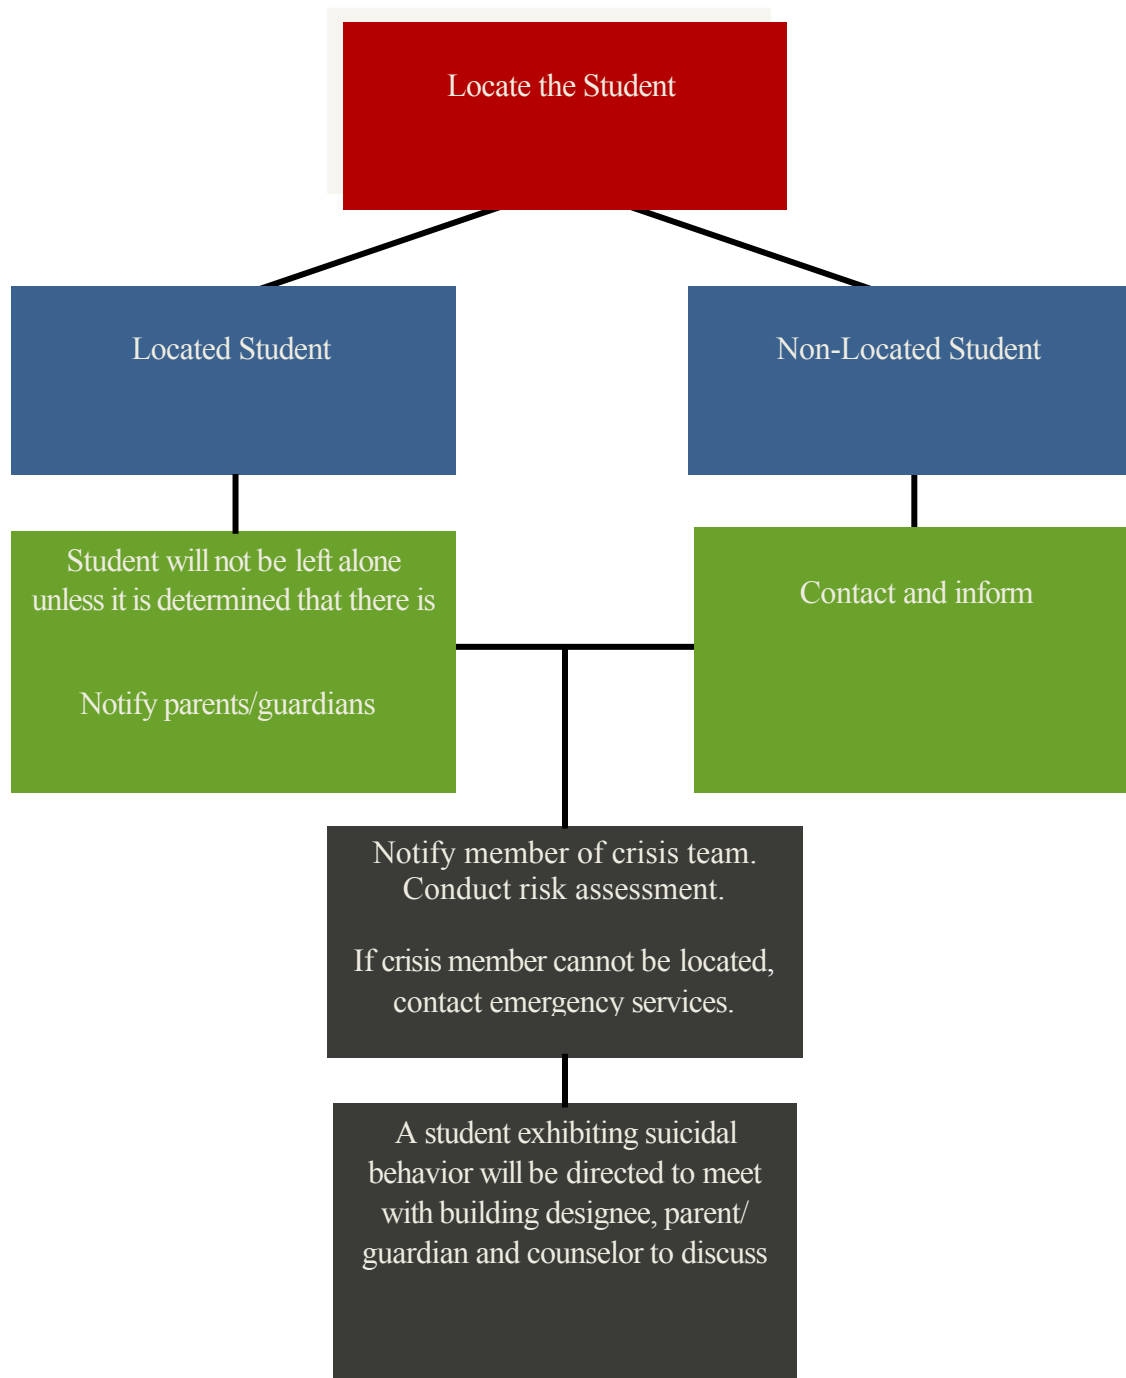 Locate the Student
Located Student
Non-Located Student
Student will not be left alone
unless it is determined that there is
Notify parents/guardians
Contact and inform
Notify member of crisis team.
Conduct risk assessment.
If crisis member cannot be located,
contact emergency services.
A student exhibiting suicidal
behavior will be directed to meet
with building designee, parent/
guardian and counselor to discuss